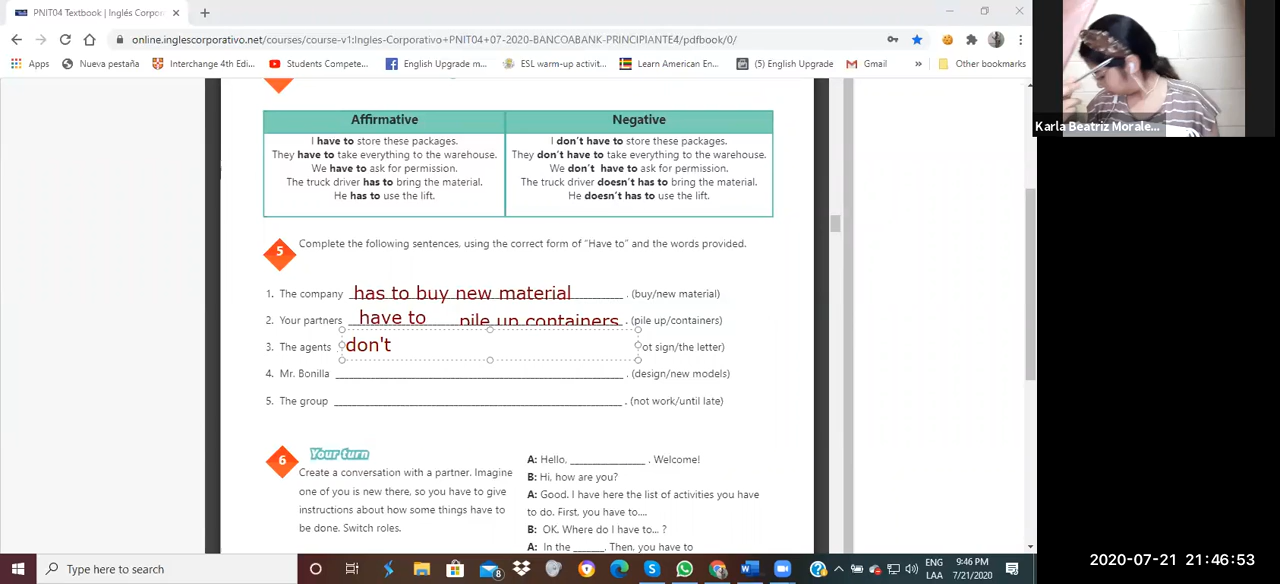 PNIT04 Textbook | Inglés Corpor
online.inglescorporativo.net/courses/course-v1:Ingles-Corporativo+PNIT04+07-2020-BANCOABANK-PRINCIPIANTE4/pdfbook/0/
Apps
Nueva pestaña
Interchange 4th Edi...
Students Compete...
English Upgrade m...
ESL warm-up activit...
Learn American En...
(5) English Upgrade
Gmail
»
Other bookmarks
Karla Beatriz Morale...
Affirmative
I have to store these packages.
They have to take everything to the warehouse.
We have to ask for permission.
The truck driver has to bring the material.
He has to use the lift.
Negative
I don't have to store these packages.
They don't have to take everything to the warehouse.
We don't have to ask for permission.
The truck driver doesn't has to bring the material.
He doesn't has to use the lift.
5
Complete the following sentences, using the correct form of "Have to" and the words provided.
1. The company has to buy new material. (buy/new material)
2. Your partners have to pile up containers. (pile up/containers)
3. The agents don't ot sign/the letter)
4. Mr. Bonilla ____________. (design/new models)
5. The group ____________. (not work/until late)
6
Your turn
Create a conversation with a partner. Imagine
one of you is new there, so you have to give
instructions about how some things have to
be done. Switch roles.
A: Hello, ____________. Welcome!
B: Hi, how are you?
A: Good. I have here the list of activities you have
to do. First, you have to....
B: OK. Where do I have to... ?
A: In the ______. Then, you have to
Type here to search
8
ENG
LAA
9:46 PM
7/21/2020
2020-07-21 21:46:53